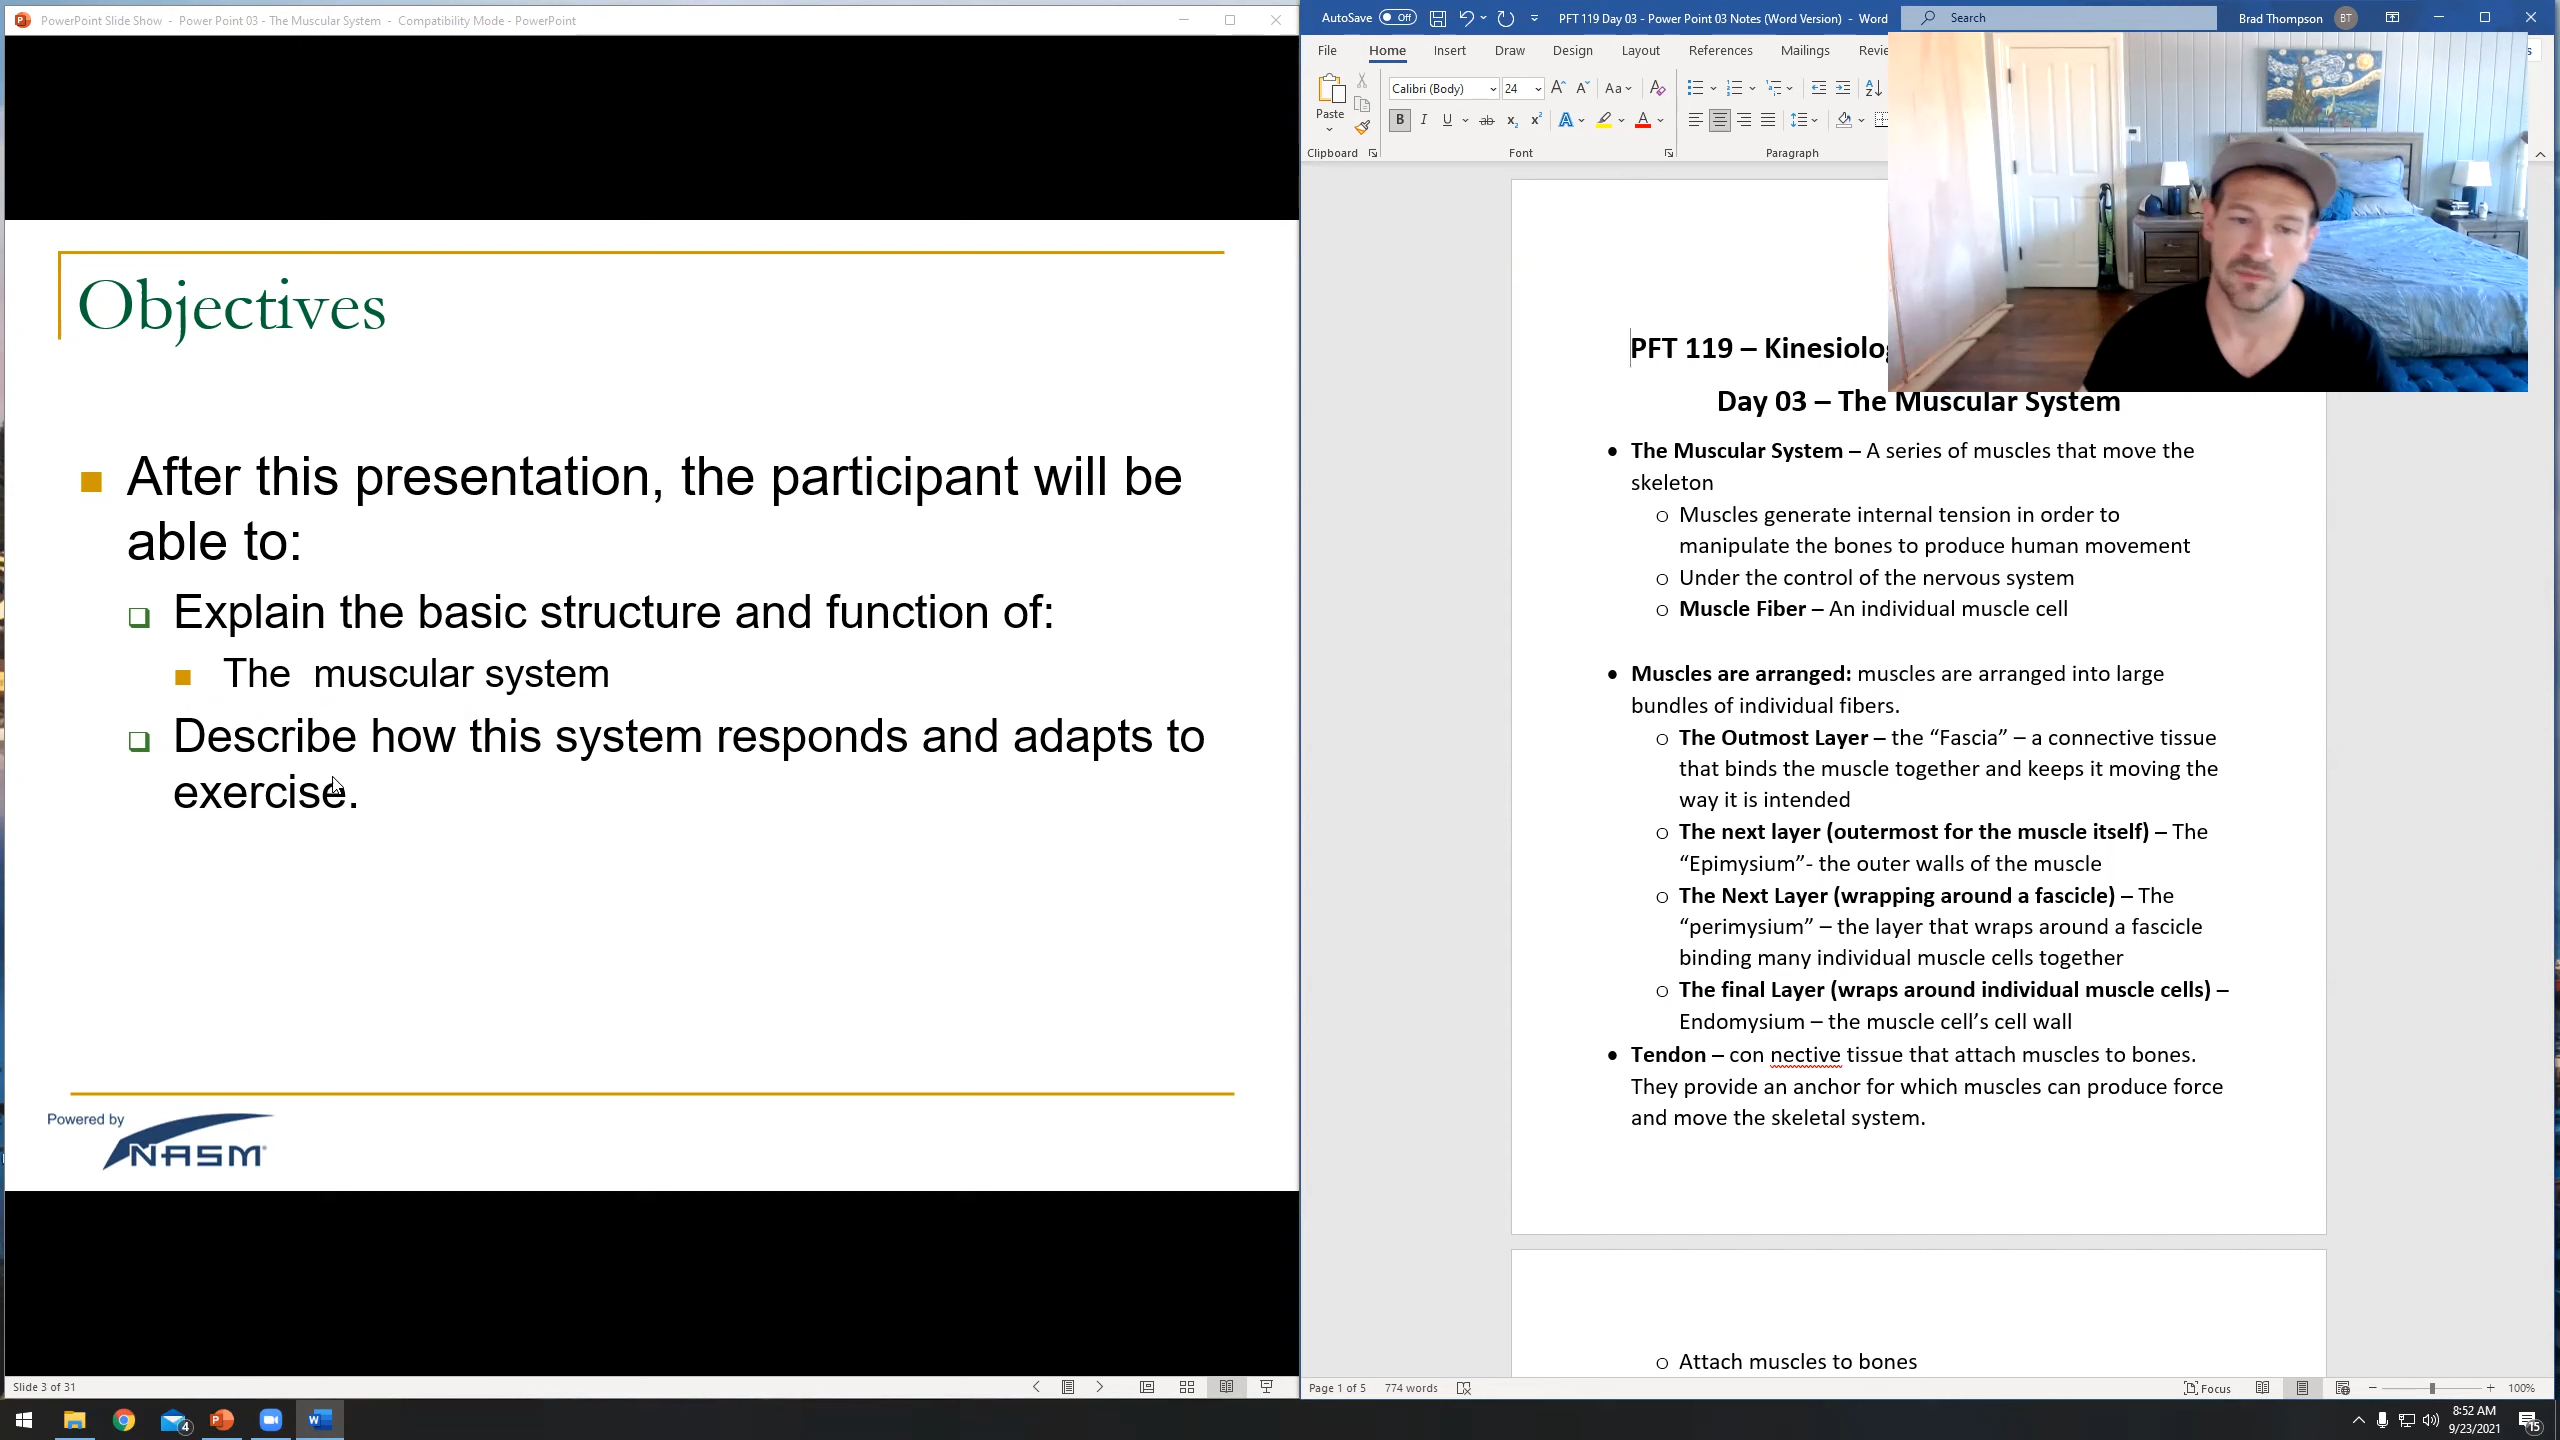 PowerPoint Slide Show - Power Point 03 - The Muscular System - Compatibility Mode - PowerPoint
Objectives
After this presentation, the participant will be
able to:
Explain the basic structure and function of:
The muscular system
Describe how this system responds and adapts to
exercise.
Powered by
NASM
Slide 3 of 31
AutoSave Off
PFT 119 Day 03 - Power Point 03 Notes (Word Version) - Word
Search
Brad Thompson BT
File Home Insert Draw Design Layout References Mailings
Paste
Calibri (Body) 24
Clipboard Font Paragraph
PFT 119 –
Day 03 – The Muscular System
• The Muscular System – A series of muscles that move the
skeleton
o Muscles generate internal tension in order to
manipulate the bones to produce human movement
o Under the control of the nervous system
o Muscle Fiber – An individual muscle cell
• Muscles are arranged: muscles are arranged into large
bundles of individual fibers.
o The Outmost Layer – the “Fascia” – a connective tissue
that binds the muscle together and keeps it moving the
way it is intended
o The next layer (outermost for the muscle itself) – The
“Epimysium”- the outer walls of the muscle
o The Next Layer (wrapping around a fascicle) – The
“perimysium” – the layer that wraps around a fascicle
binding many individual muscle cells together
o The final Layer (wraps around individual muscle cells) –
Endomysium – the muscle cell’s cell wall
• Tendon – con nective tissue that attach muscles to bones.
They provide an anchor for which muscles can produce force
and move the skeletal system.
o Attach muscles to bones
Page 1 of 5 774 words
Focus
100%
4
8:52 AM
9/23/2021
15